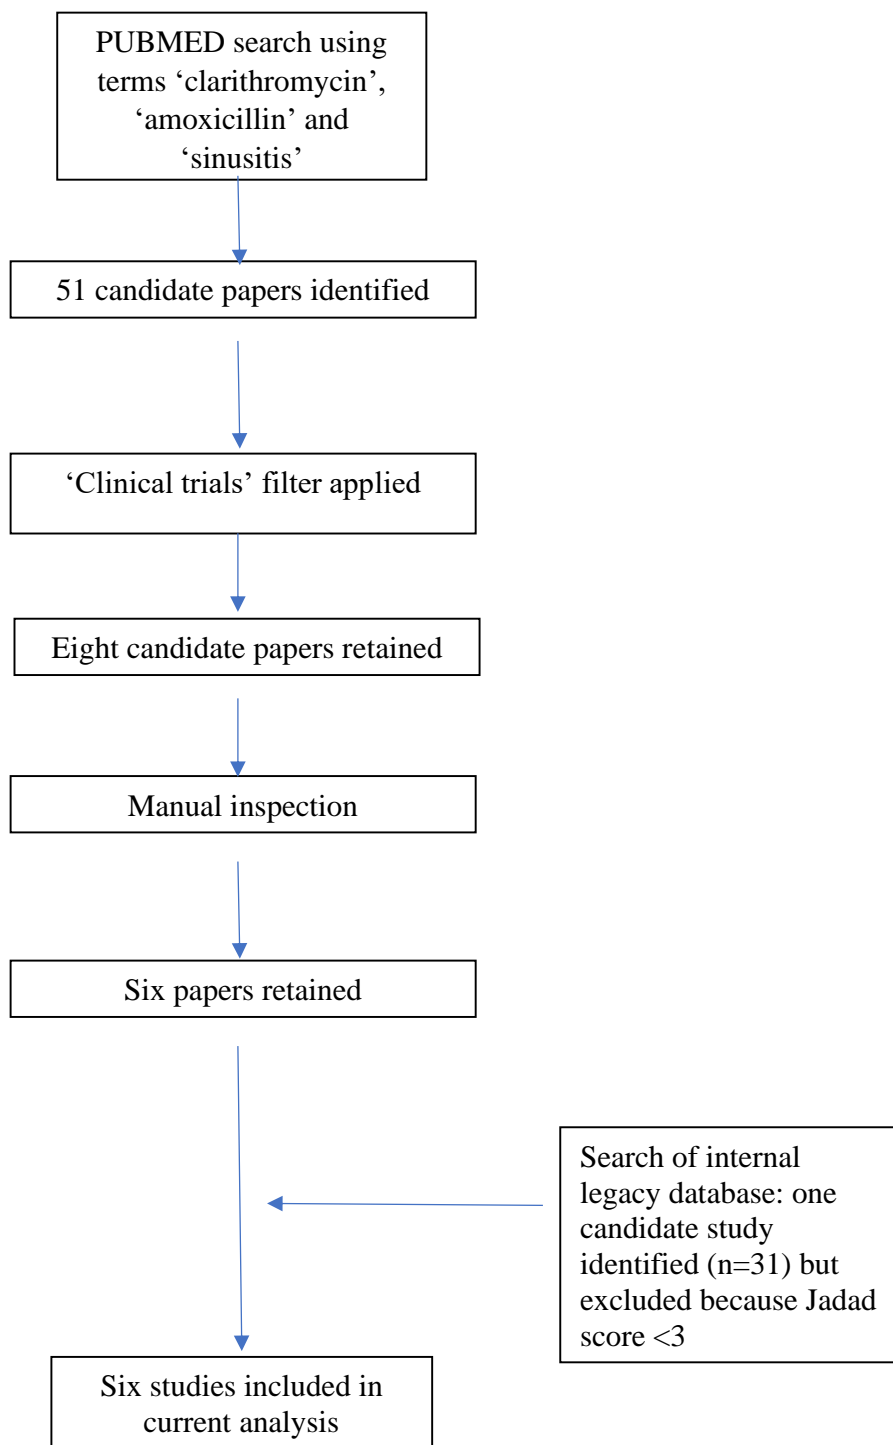 PUBMED search using
terms ‘clarithromycin’,
‘amoxicillin’ and
‘sinusitis’
51 candidate papers identified
‘Clinical trials’ filter applied
Eight candidate papers retained
Manual inspection
Six papers retained
Search of internal
legacy database: one
candidate study
identified (n=31) but
excluded because Jadad
score <3
Six studies included in
current analysis